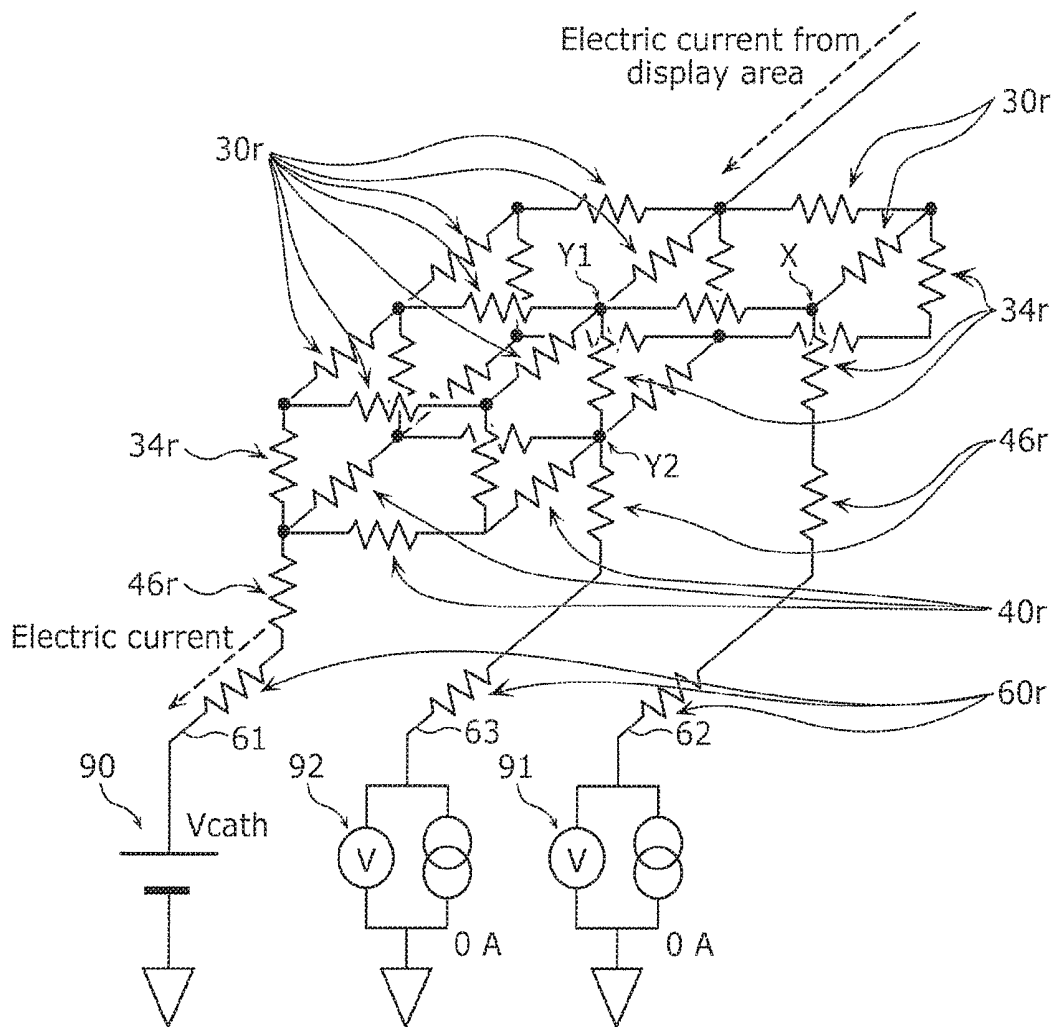 Electric current from
display area
30r
30r
Y1
X
34r
34r
Y2
46r
46r
40r
Electric current
60r
61
63
62
90
92
91
Vcath
V
V
0 A
0 A